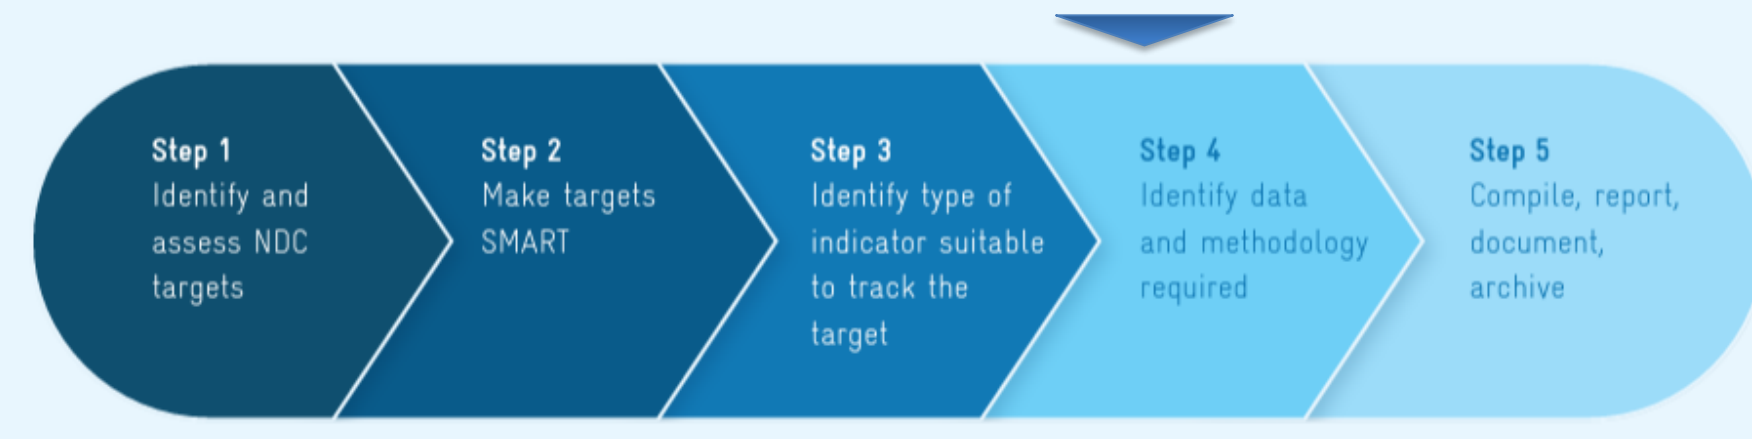 Step 1
Identify and
assess NDC
targets
Step 2
Make targets
SMART
Step 3
Identify type of
indicator suitable
to track the
target
Step 4
Identify data
and methodology
required
Step 5
Compile, report,
document,
archive